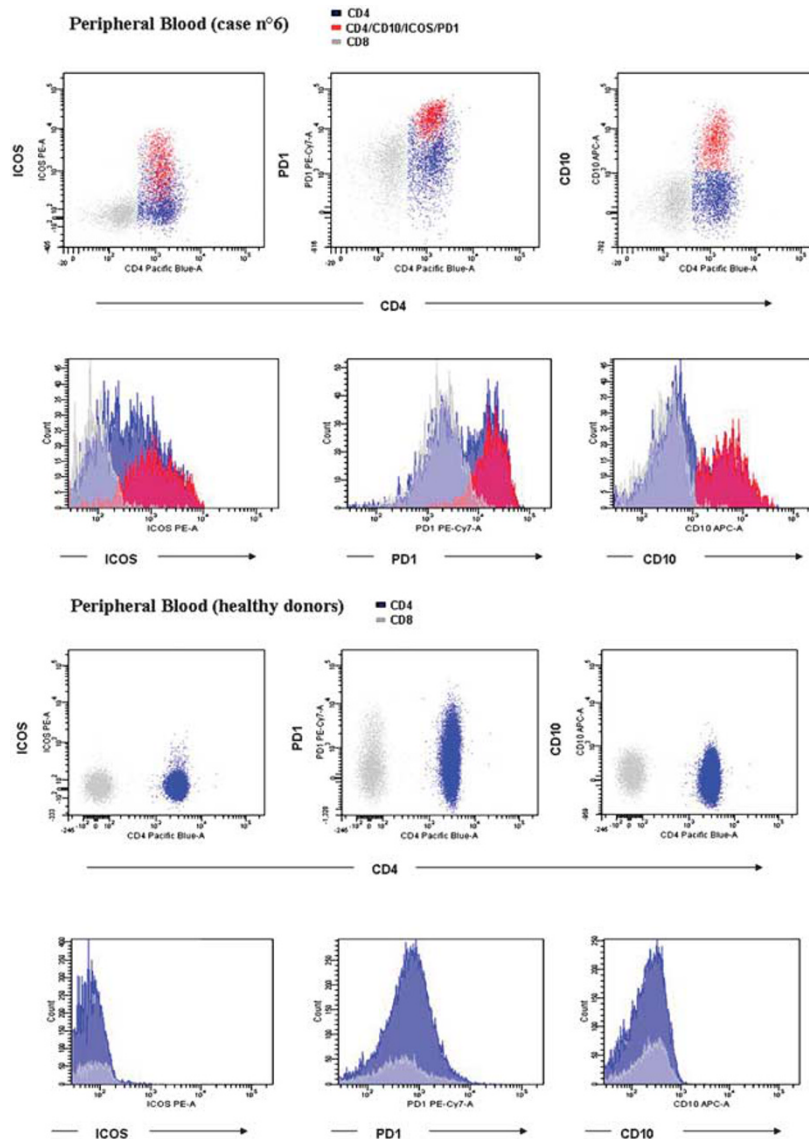 Peripheral Blood (case n°6)
CD4
CD4/CD10/ICOS/PD1
CD8
ICOS
ICOS PE-A
CD4 Pacific Blue-A
PD1
PD1 PE-Cy7-A
CD4 Pacific Blue-A
CD10
CD10 APC-A
CD4 Pacific Blue-A
CD4
Count
ICOS PE-A
ICOS
Count
PD1 PE-Cy7-A
PD1
Count
CD10 APC-A
CD10
Peripheral Blood (healthy donors)
CD4
CD8
ICOS
ICOS PE-A
CD4 Pacific Blue-A
PD1
PD1 PE-Cy7-A
CD4 Pacific Blue-A
CD10
CD10 APC-A
CD4 Pacific Blue-A
CD4
Count
ICOS PE-A
ICOS
Count
PD1 PE-Cy7-A
PD1
Count
CD10 APC-A
CD10